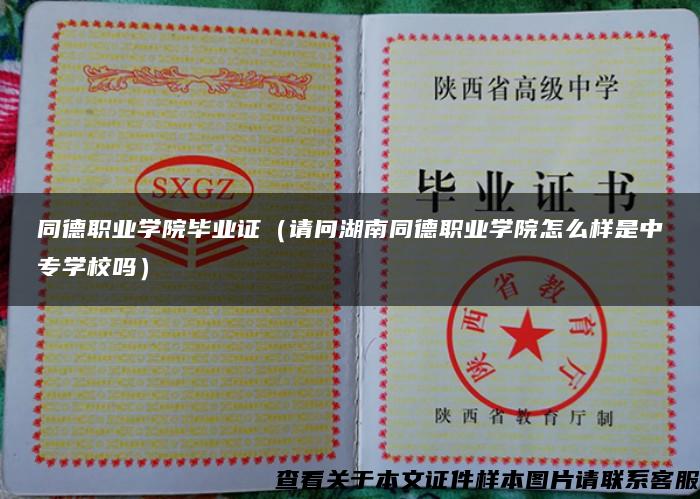 陕西省高级中学
SXGZ
毕业证书
同德职业学院毕业证（请问湖南同德职业学院怎么样是中
专学校吗）
陕西省教育厅
陕西省教育厅制
查看关于本文证件样本图片请联系客服